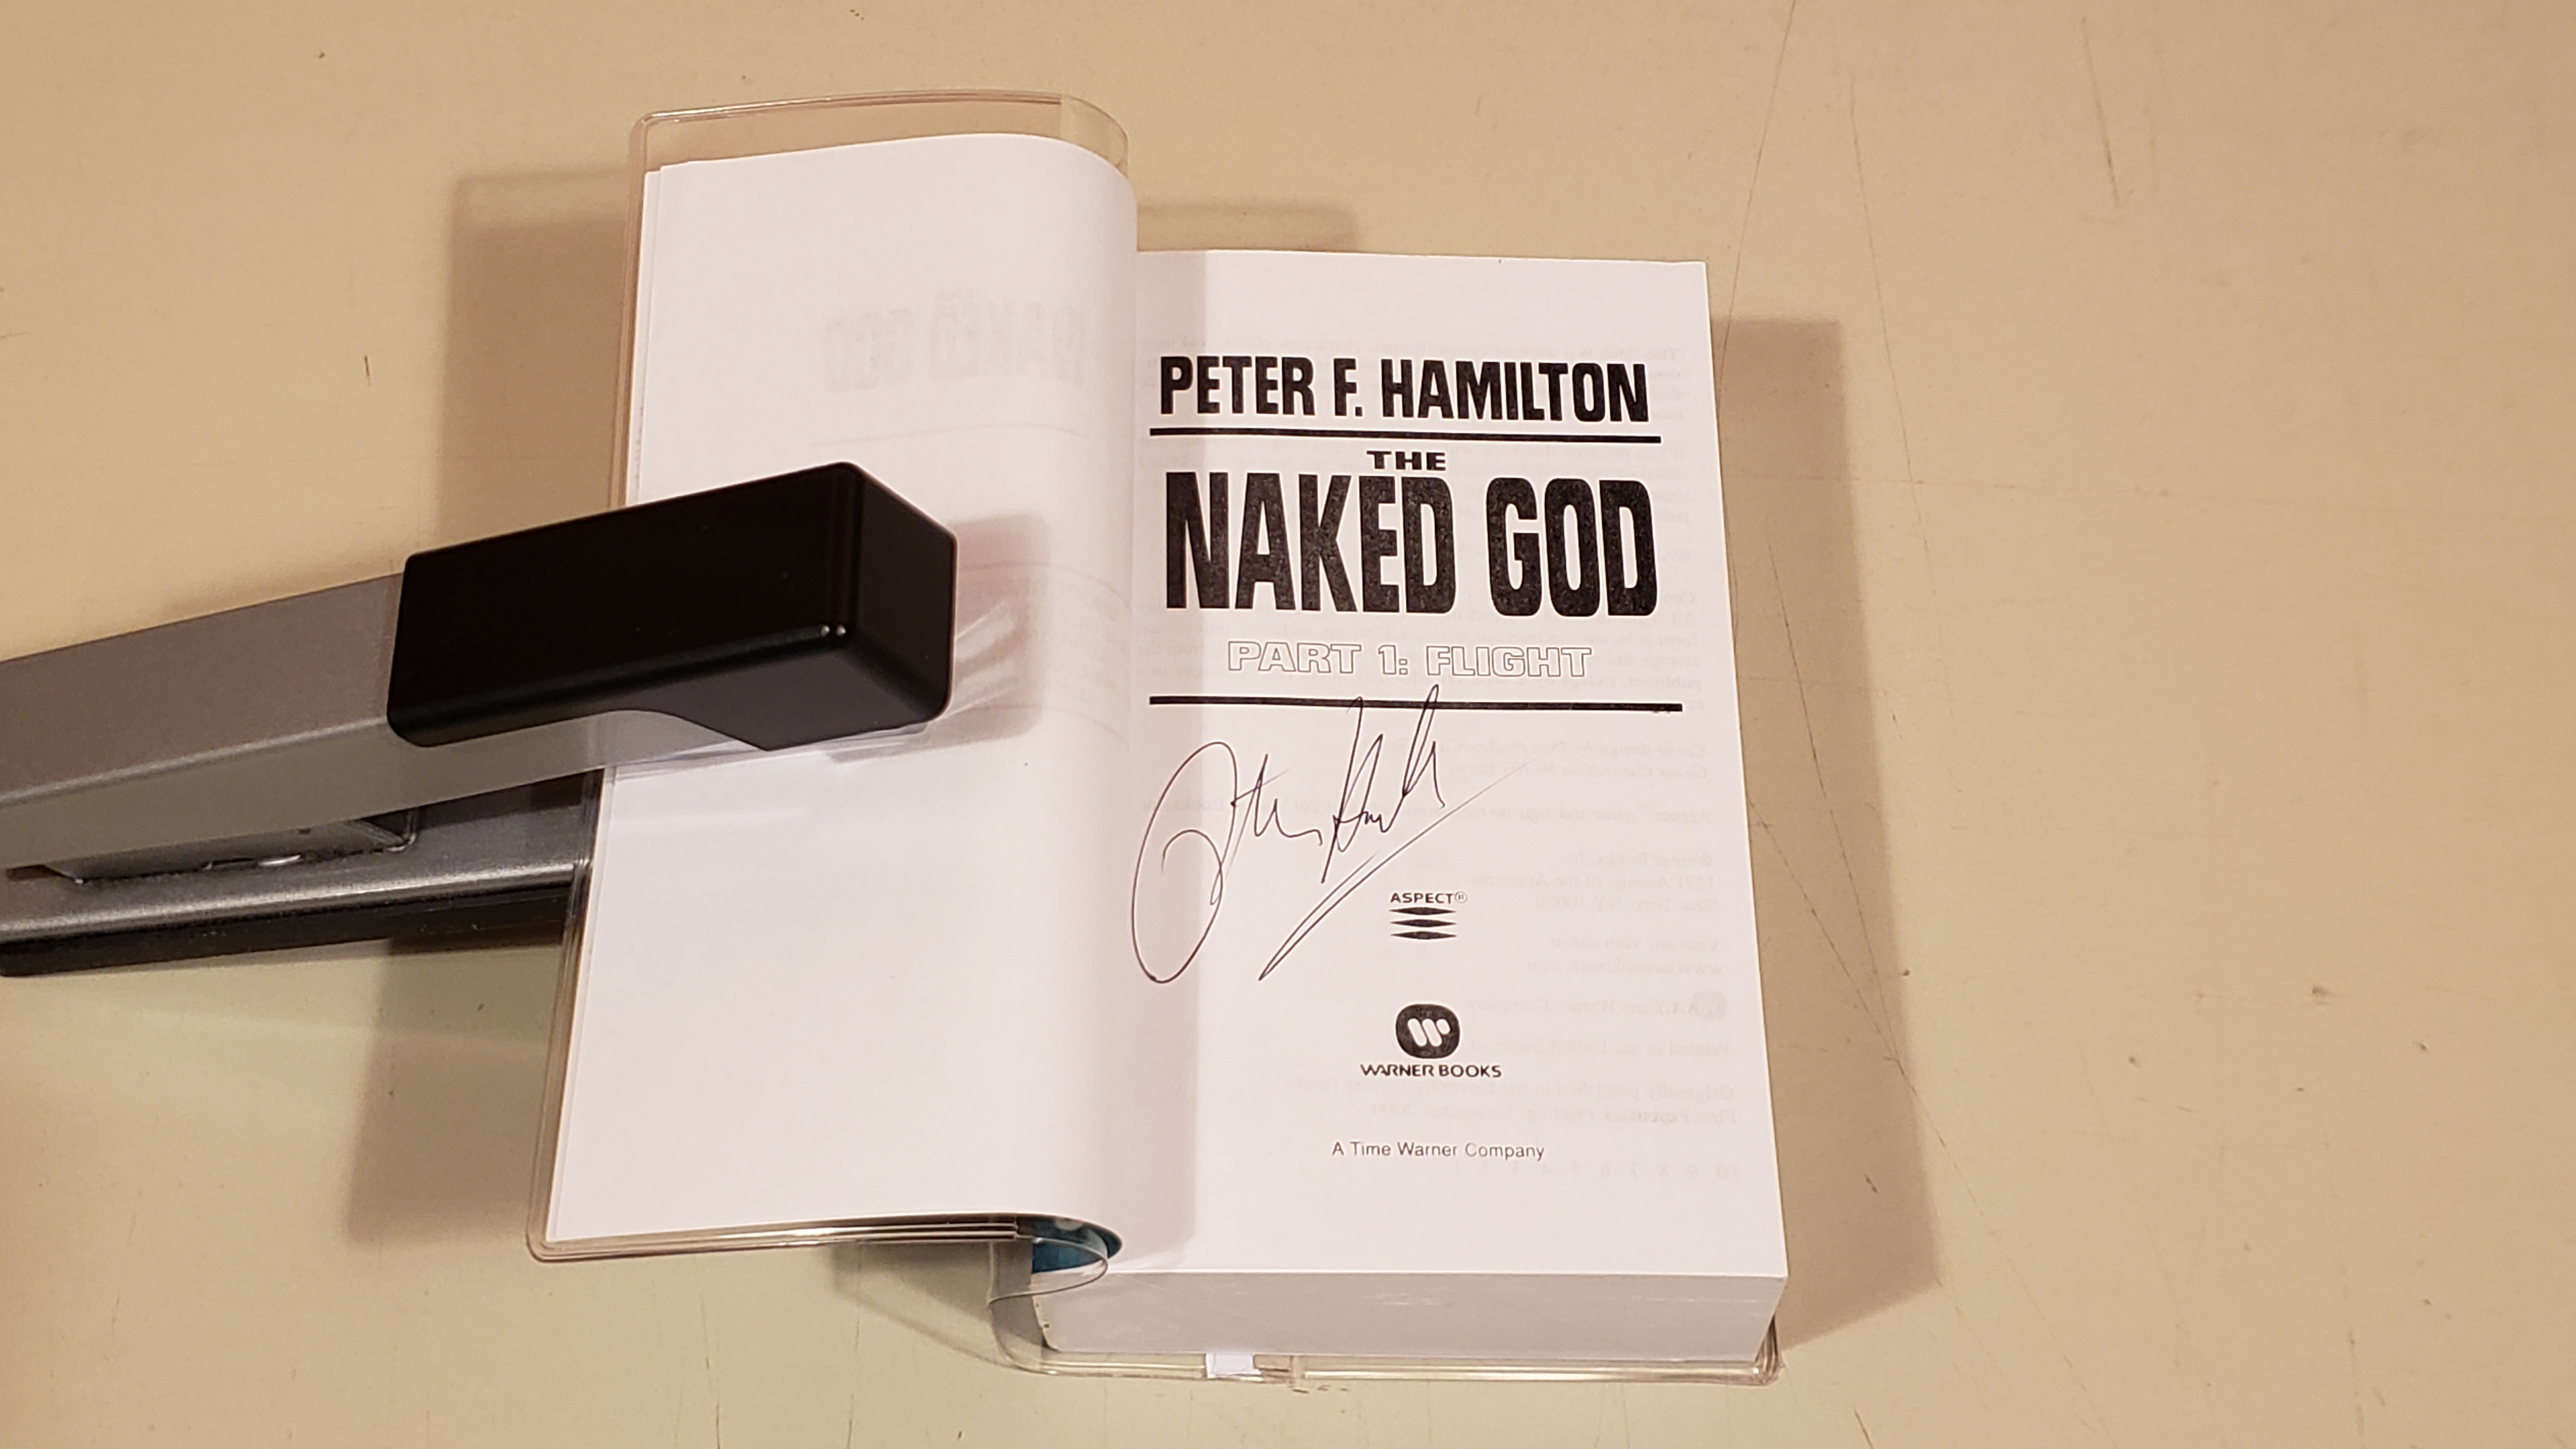 PETER F. HAMILTON
THE
NAKED GOD
PART 1: FLIGHT
ASPECT®
WARNER BOOKS
A Time Warner Company